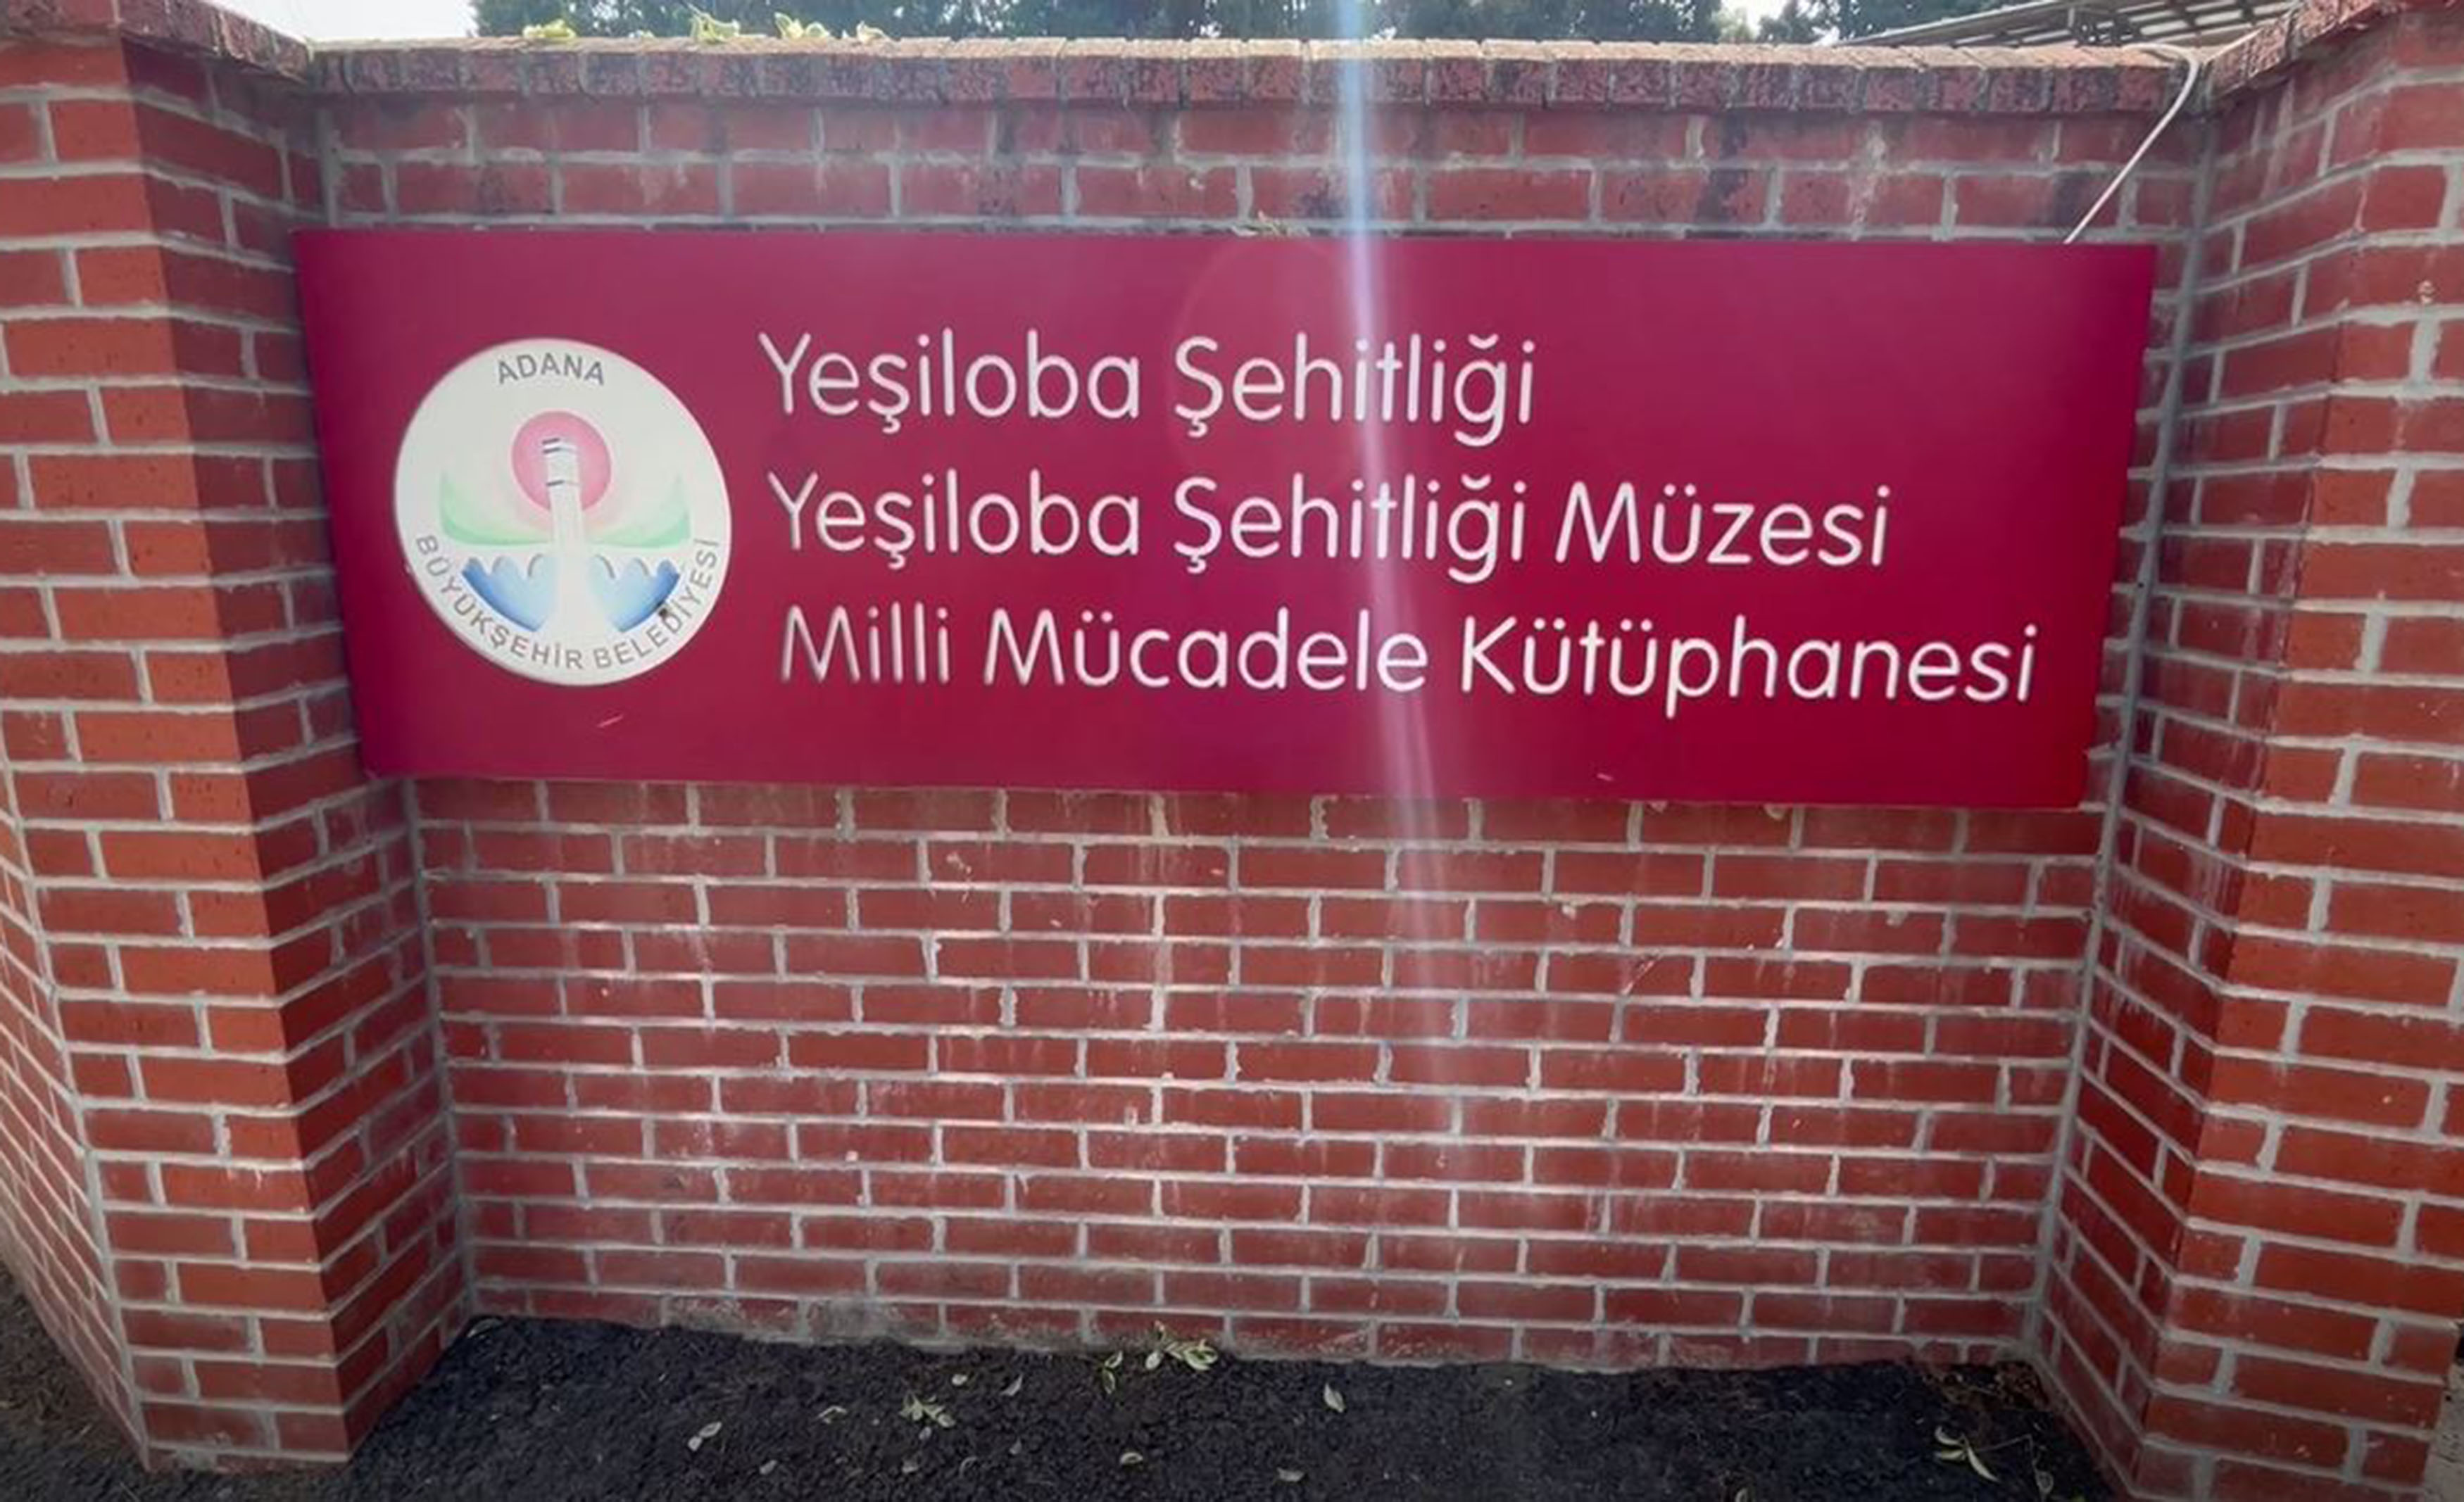 ADANA
BÜYÜKŞEHİR BELEDİYESİ
Yeşiloba Şehitliği
Yeşiloba Şehitliği Müzesi
Milli Mücadele Kütüphanesi